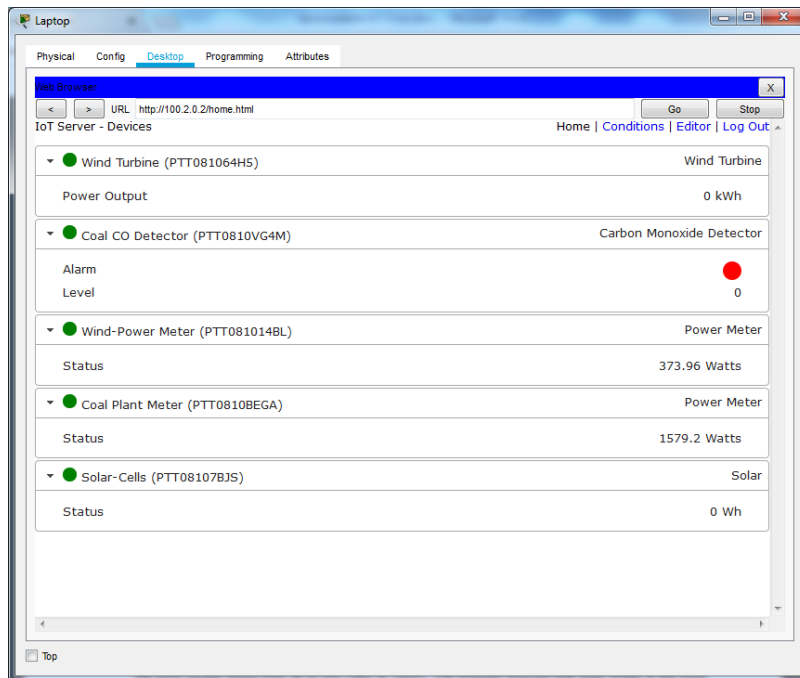 Laptop
Physical Config Desktop Programming Attributes
Web Browser X
< > URL http://100.2.0.2/home.html Go Stop
IoT Server - Devices Home | Conditions | Editor | Log Out
Wind Turbine (PTT081064H5) Wind Turbine
Power Output 0 kWh
Coal CO Detector (PTT0810VG4M) Carbon Monoxide Detector
Alarm
Level 0
Wind-Power Meter (PTT081014BL) Power Meter
Status 373.96 Watts
Coal Plant Meter (PTT0810BEGA) Power Meter
Status 1579.2 Watts
Solar-Cells (PTT08107BJS) Solar
Status 0 Wh
Top